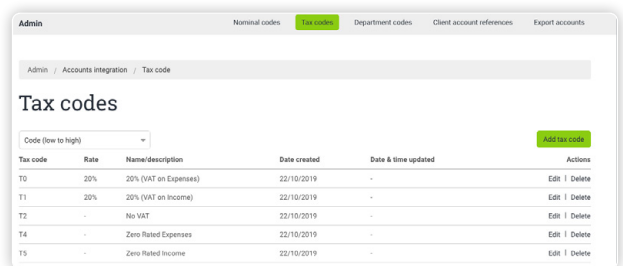 Admin Nominal codes Tax codes Department codes Client account references Export accounts
Admin / Accounts integration / Tax code
Tax codes
Code (low to high) Add tax code
Tax code Rate Name/description Date created Date & time updated Actions
T0 20% 20% (VAT on Expenses) 22/10/2019 - Edit | Delete
T1 20% 20% (VAT on Income) 22/10/2019 - Edit | Delete
T2 - No VAT 22/10/2019 - Edit | Delete
T4 - Zero Rated Expenses 22/10/2019 - Edit | Delete
T5 - Zero Rated Income 22/10/2019 - Edit | Delete